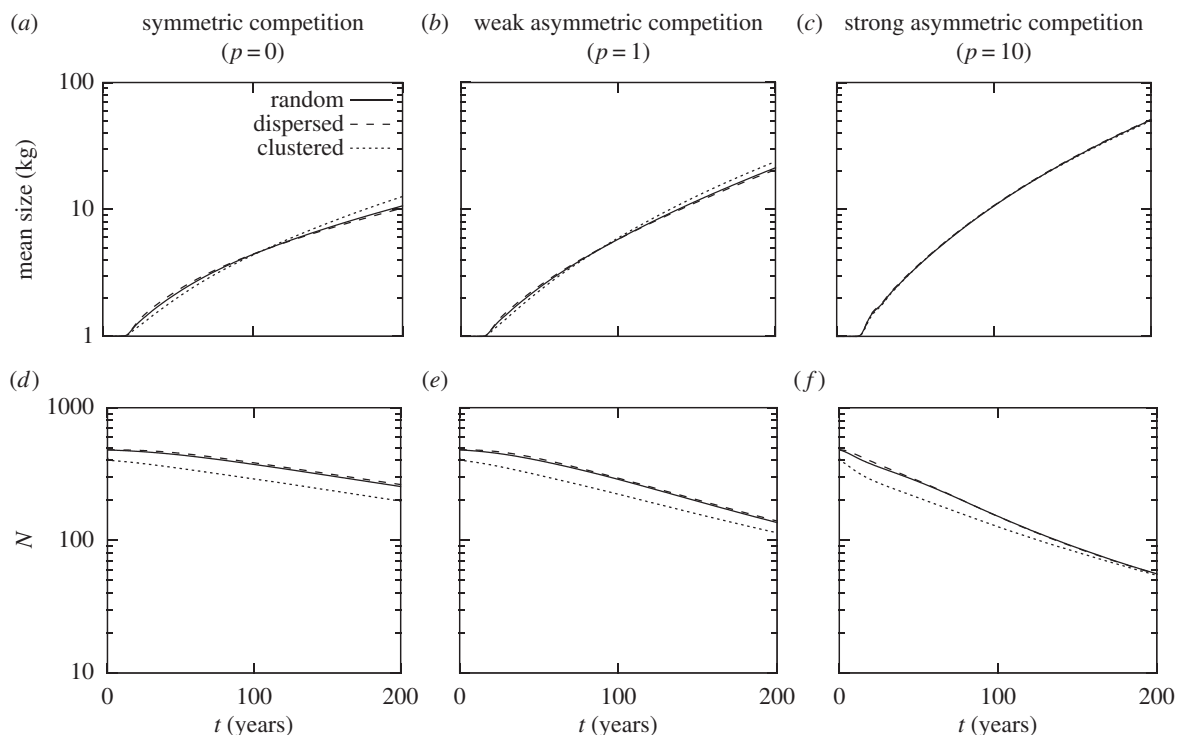 (a) symmetric competition (b) weak asymmetric competition (c) strong asymmetric competition
(p = 0) (p = 1) (p = 10)
100
random
dispersed
clustered
mean size (kg)
10
1
(d) (e) (f)
1000
N
100
10
0 100 200 0 100 200 0 100 200
t (years) t (years) t (years)